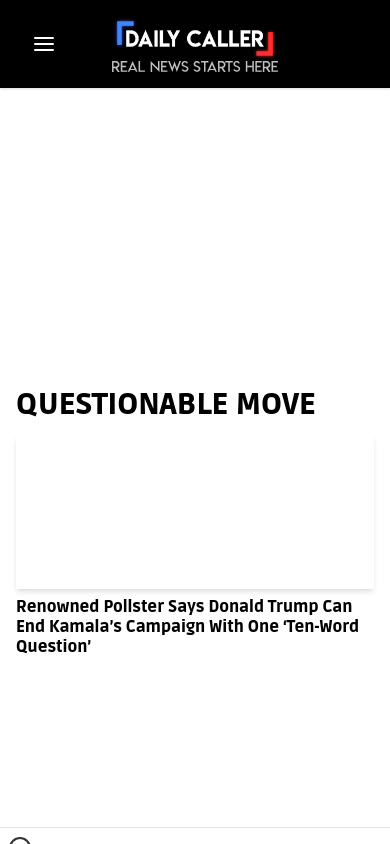 DAILY CALLER
REAL NEWS STARTS HERE
QUESTIONABLE MOVE
Renowned Pollster Says Donald Trump Can
End Kamala’s Campaign With One ‘Ten-Word
Question’